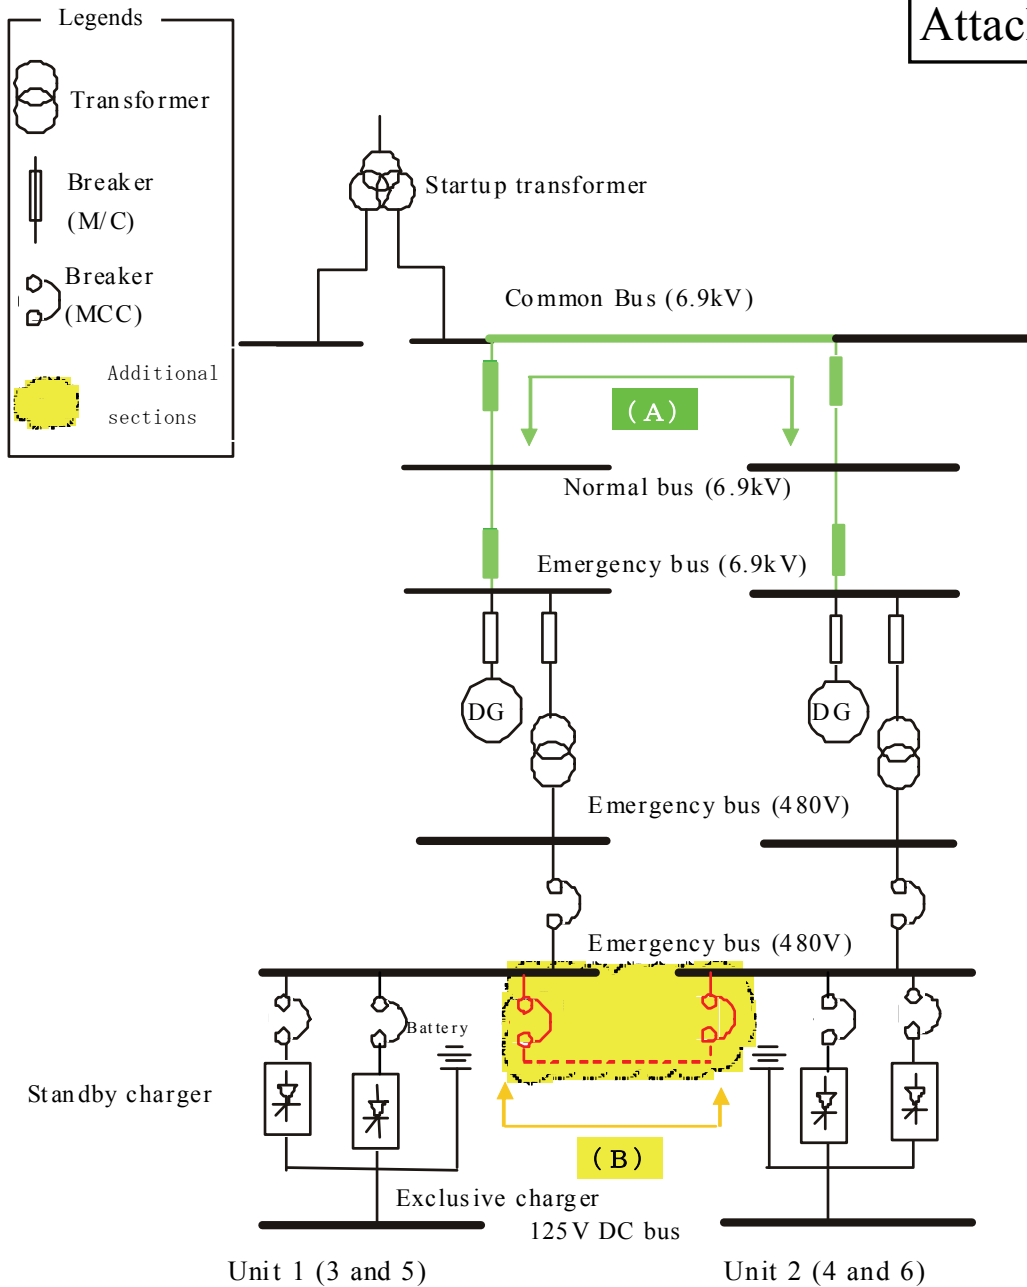 Legends
Attac
Transformer
Breaker
(M/C)
Breaker
(MCC)
Additional
sections
Startup transformer
Common Bus (6.9kV)
(A)
Normal bus (6.9kV)
Emergency bus (6.9kV)
DG
DG
Emergency bus (480V)
Emergency bus (480V)
Battery
Standby charger
(B)
Exclusive charger
125V DC bus
Unit 1 (3 and 5)
Unit 2 (4 and 6)